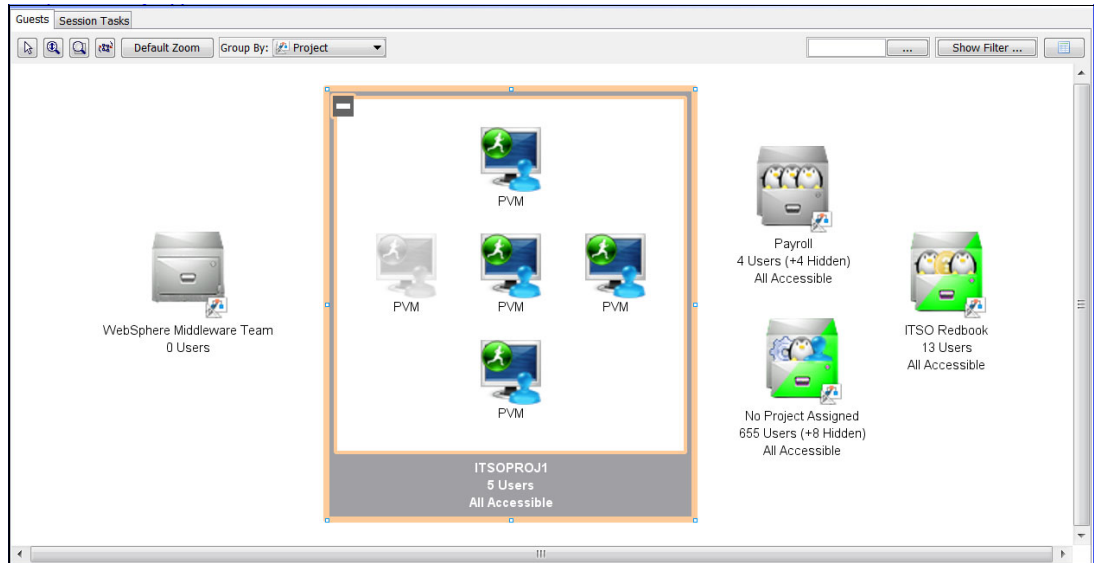 Guests
Session Tasks
Default Zoom
Group By:
Project
...
Show Filter ...
PVM
PVM
PVM
PVM
PVM
ITSOPROJ1
5 Users
All Accessible
WebSphere Middleware Team
0 Users
Payroll
4 Users (+4 Hidden)
All Accessible
No Project Assigned
655 Users (+8 Hidden)
All Accessible
ITSO Redbook
13 Users
All Accessible